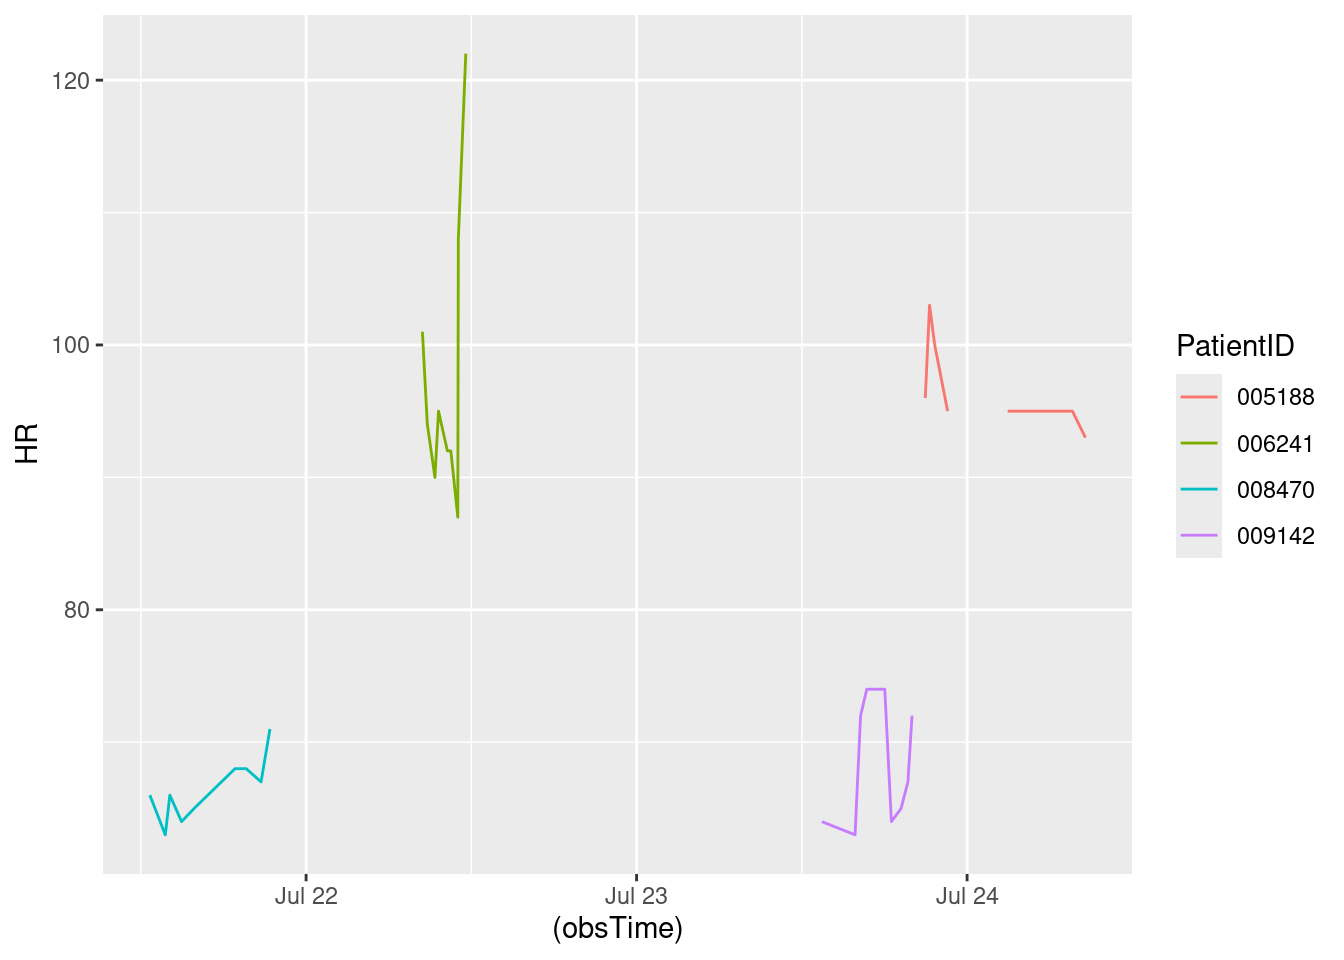 120
100
80
HR
Jul 22
Jul 23
Jul 24
(obsTime)
PatientID
005188
006241
008470
009142